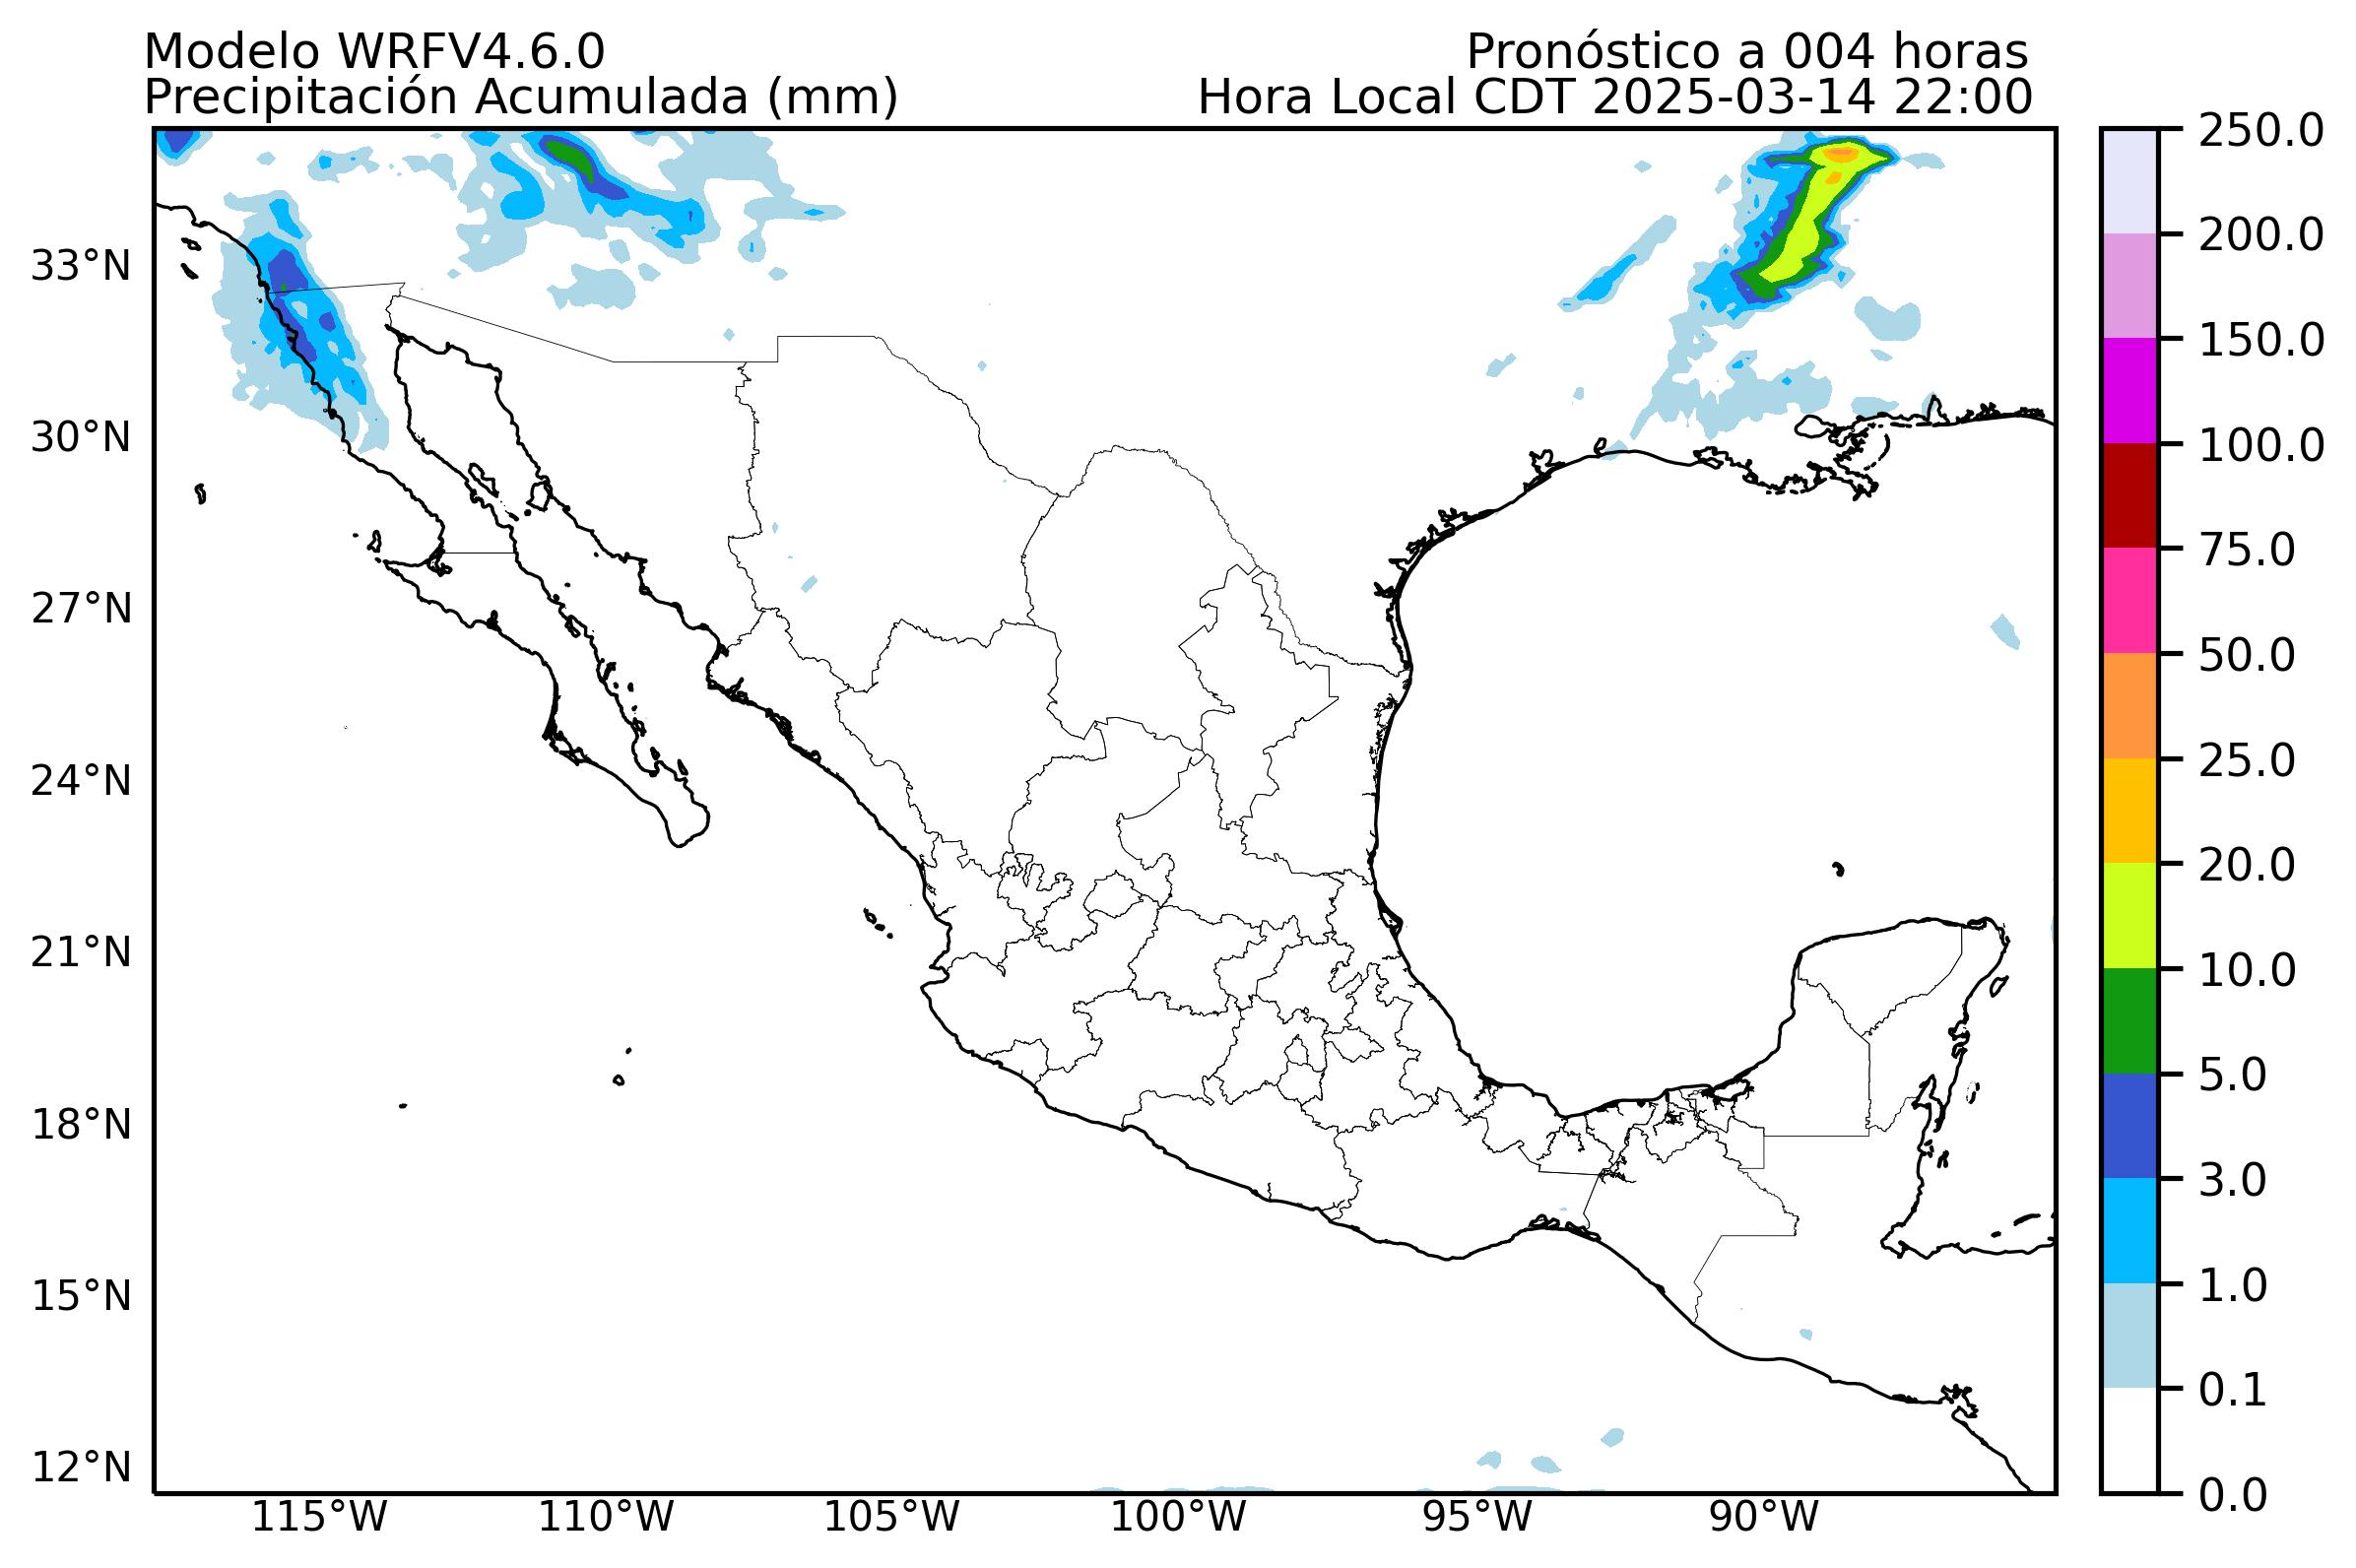 Modelo WRFV4.6.0
Pronóstico a 004 horas
Precipitación Acumulada (mm)
Hora Local CDT 2025-03-14 22:00
33°N
30°N
27°N
24°N
21°N
18°N
15°N
12°N
115°W
110°W
105°W
100°W
95°W
90°W
250.0
200.0
150.0
100.0
75.0
50.0
25.0
20.0
10.0
5.0
3.0
1.0
0.1
0.0